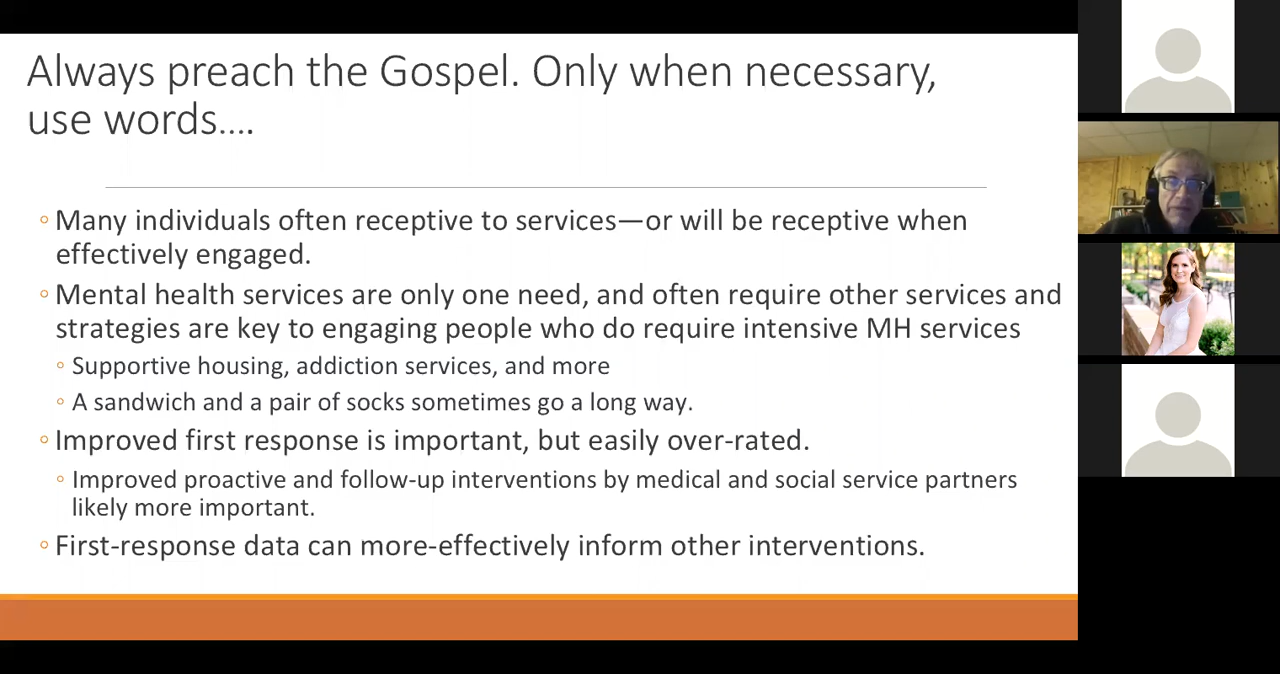 Always preach the Gospel. Only when necessary,
use words....
◦ Many individuals often receptive to services—or will be receptive when
effectively engaged.
◦ Mental health services are only one need, and often require other services and
strategies are key to engaging people who do require intensive MH services
◦ Supportive housing, addiction services, and more
◦ A sandwich and a pair of socks sometimes go a long way.
◦ Improved first response is important, but easily over-rated.
◦ Improved proactive and follow-up interventions by medical and social service partners
likely more important.
◦ First-response data can more-effectively inform other interventions.